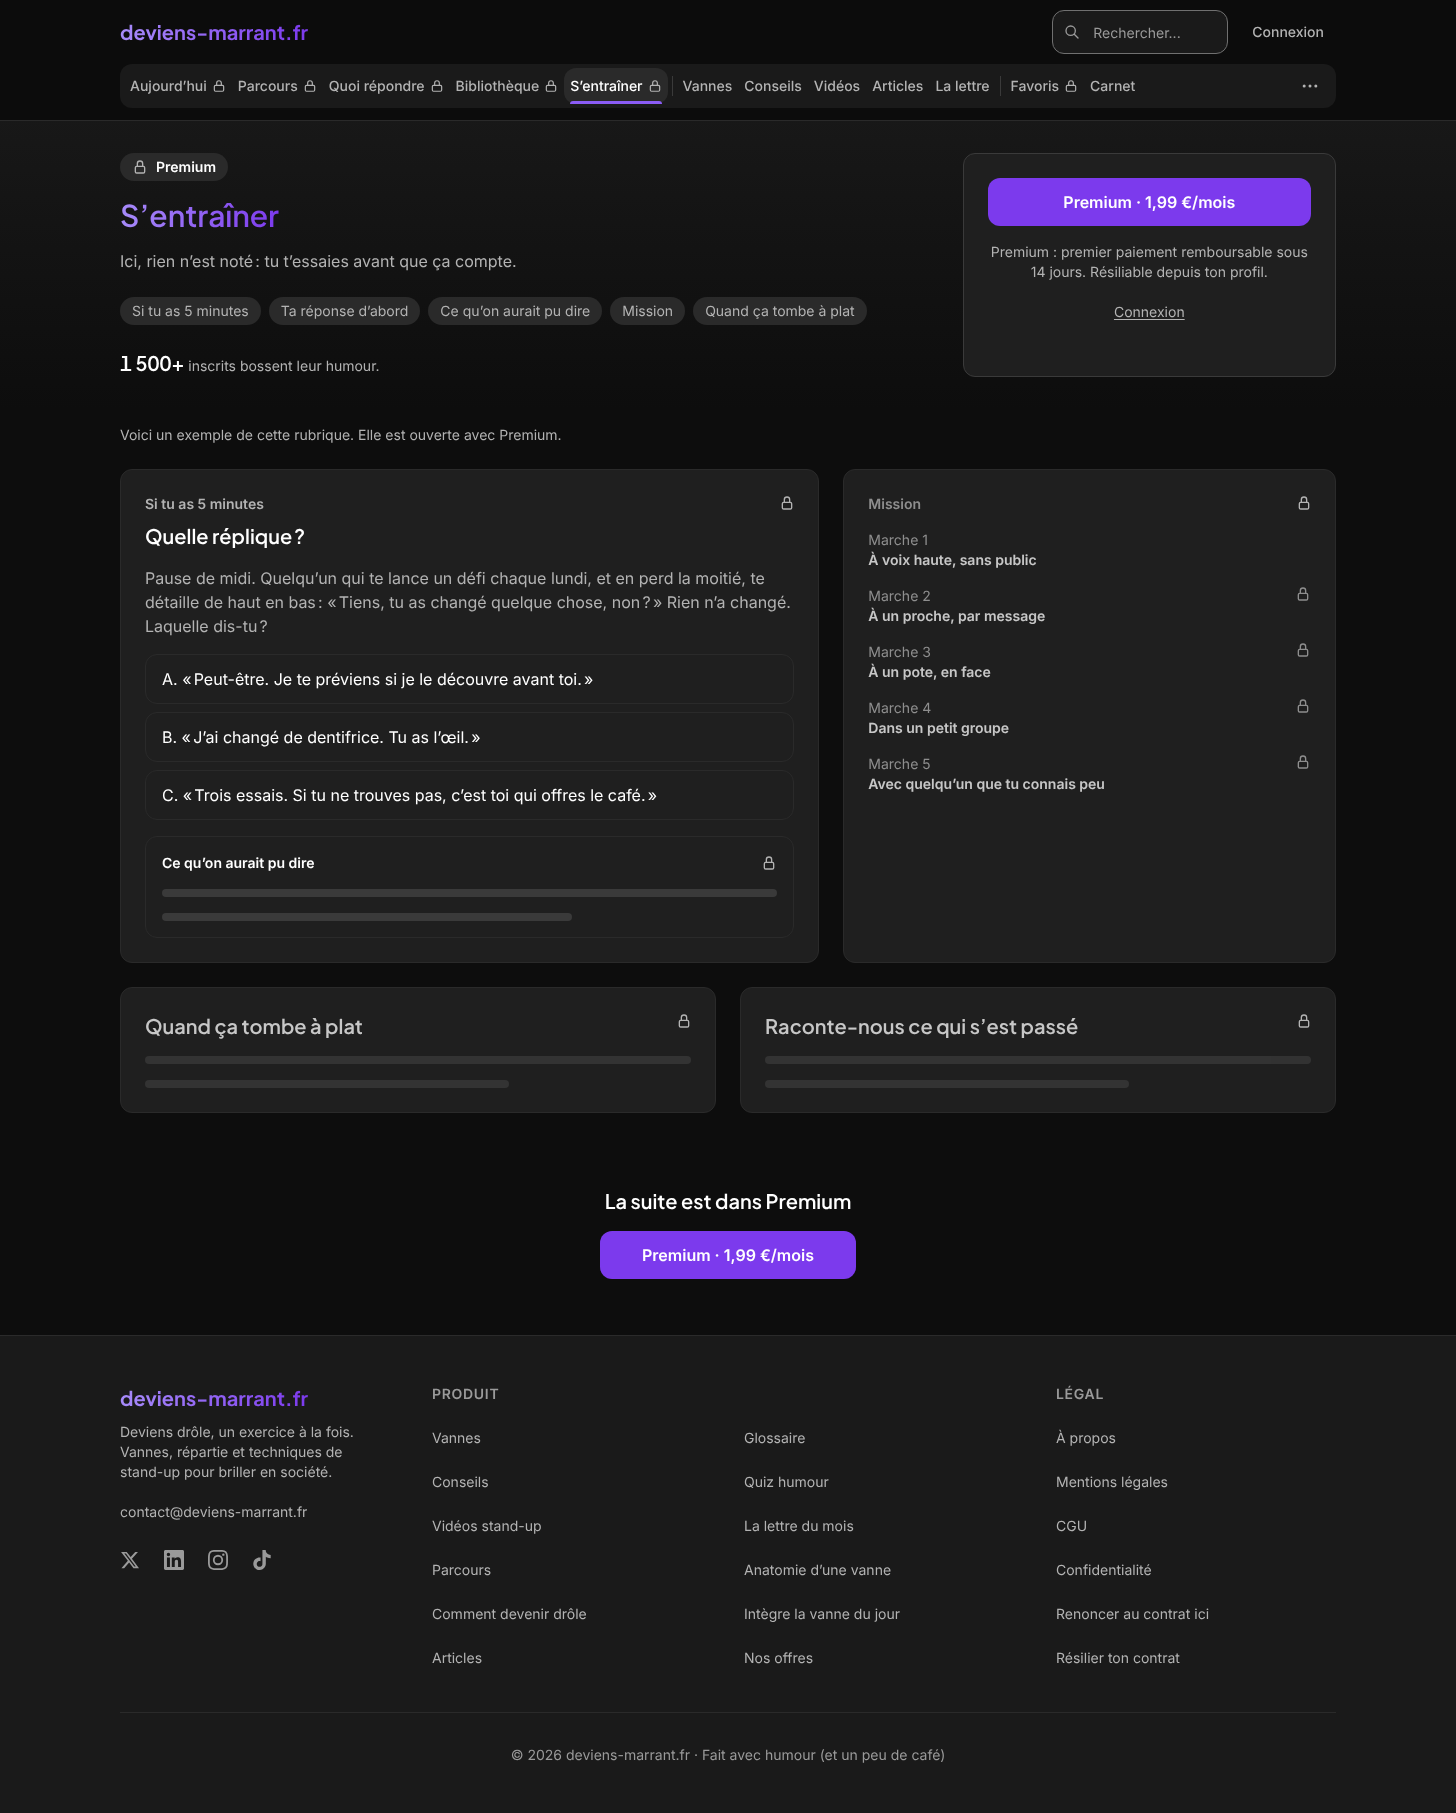 deviens-marrant.fr
Rechercher...
Connexion
Aujourd’hui
Parcours
Quoi répondre
Bibliothèque
S’entraîner
Vannes
Conseils
Vidéos
Articles
La lettre
Favoris
Carnet
Premium
S’entraîner
Ici, rien n’est noté : tu t’essaies avant que ça compte.
Si tu as 5 minutes
Ta réponse d’abord
Ce qu’on aurait pu dire
Mission
Quand ça tombe à plat
1 500+ inscrits bossent leur humour.
Premium · 1,99 €/mois
Premium : premier paiement remboursable sous
14 jours. Résiliable depuis ton profil.
Connexion
Voici un exemple de cette rubrique. Elle est ouverte avec Premium.
Si tu as 5 minutes
Quelle réplique ?
Pause de midi. Quelqu’un qui te lance un défi chaque lundi, et en perd la moitié, te
détaille de haut en bas : « Tiens, tu as changé quelque chose, non ? » Rien n’a changé.
Laquelle dis-tu ?
A. « Peut-être. Je te préviens si je le découvre avant toi. »
B. « J’ai changé de dentifrice. Tu as l’œil. »
C. « Trois essais. Si tu ne trouves pas, c’est toi qui offres le café. »
Ce qu’on aurait pu dire
Mission
Marche 1
À voix haute, sans public
Marche 2
À un proche, par message
Marche 3
À un pote, en face
Marche 4
Dans un petit groupe
Marche 5
Avec quelqu’un que tu connais peu
Quand ça tombe à plat
Raconte-nous ce qui s’est passé
La suite est dans Premium
Premium · 1,99 €/mois
deviens-marrant.fr
Deviens drôle, un exercice à la fois.
Vannes, répartie et techniques de
stand-up pour briller en société.
contact@deviens-marrant.fr
PRODUIT
Vannes
Conseils
Vidéos stand-up
Parcours
Comment devenir drôle
Articles
Glossaire
Quiz humour
La lettre du mois
Anatomie d’une vanne
Intègre la vanne du jour
Nos offres
LÉGAL
À propos
Mentions légales
CGU
Confidentialité
Renoncer au contrat ici
Résilier ton contrat
© 2026 deviens-marrant.fr · Fait avec humour (et un peu de café)